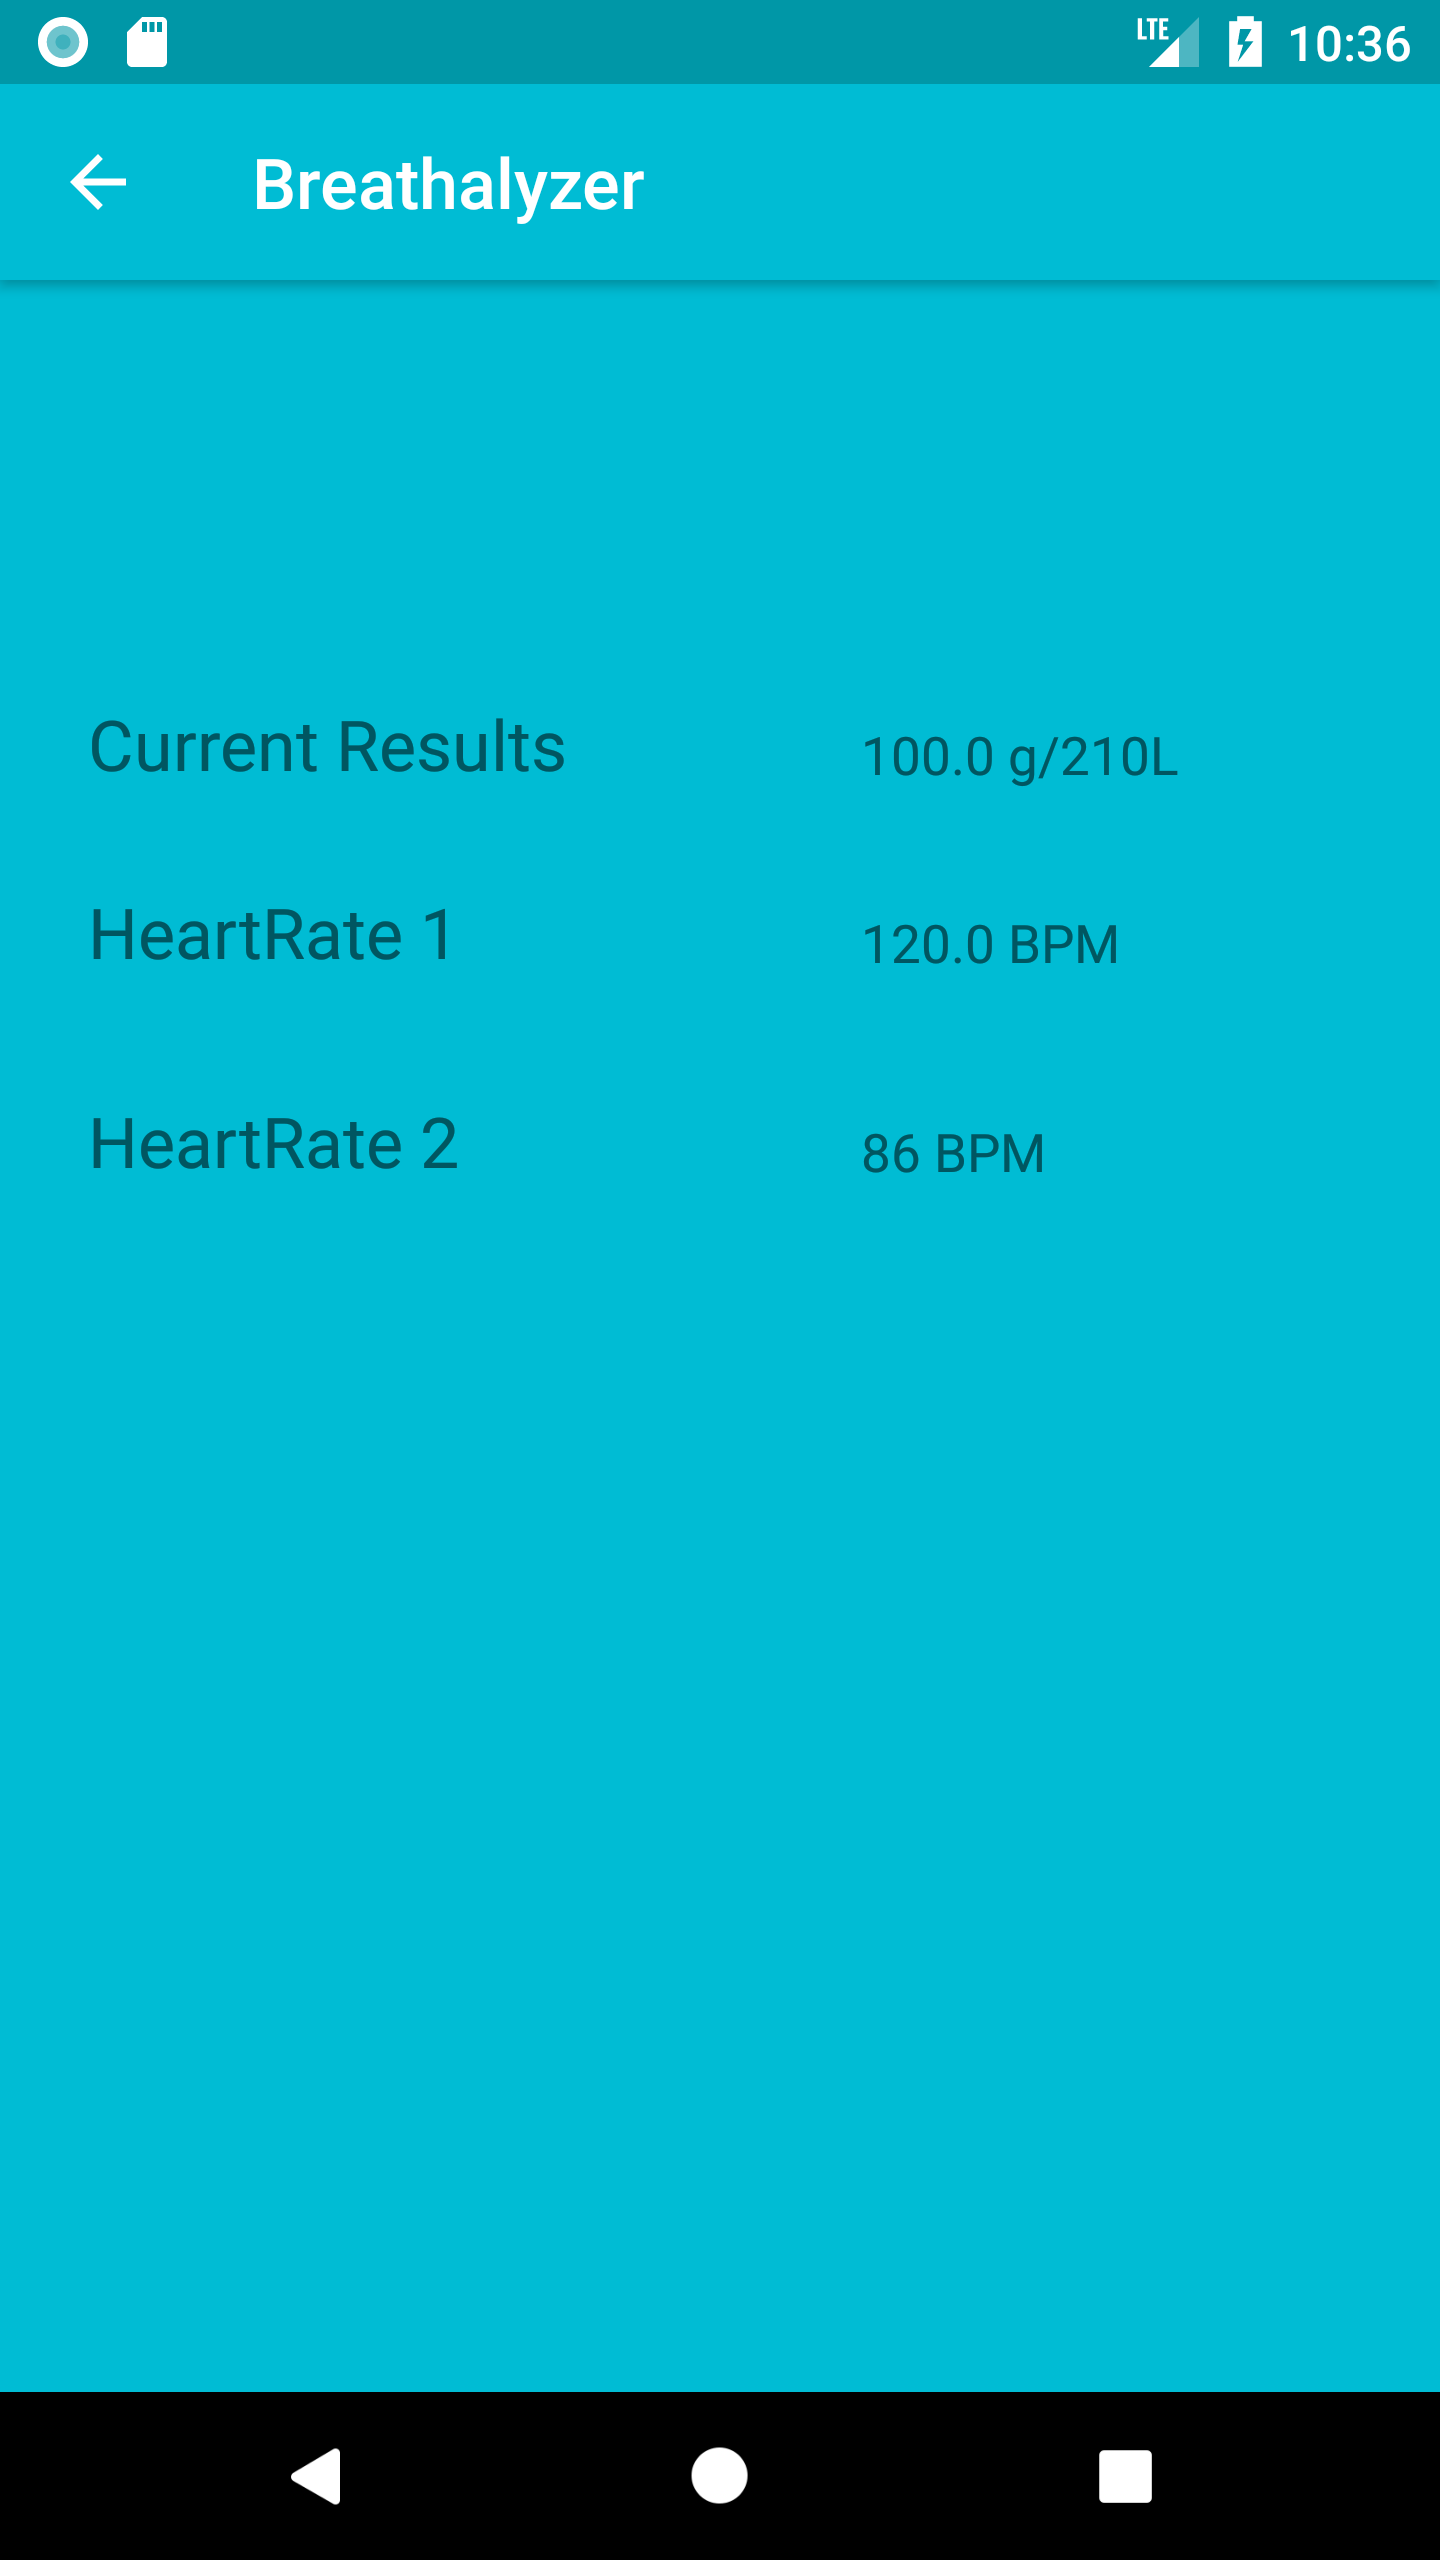 LTE 10:36
Breathalyzer
Current Results 100.0 g/210L
HeartRate 1 120.0 BPM
HeartRate 2 86 BPM